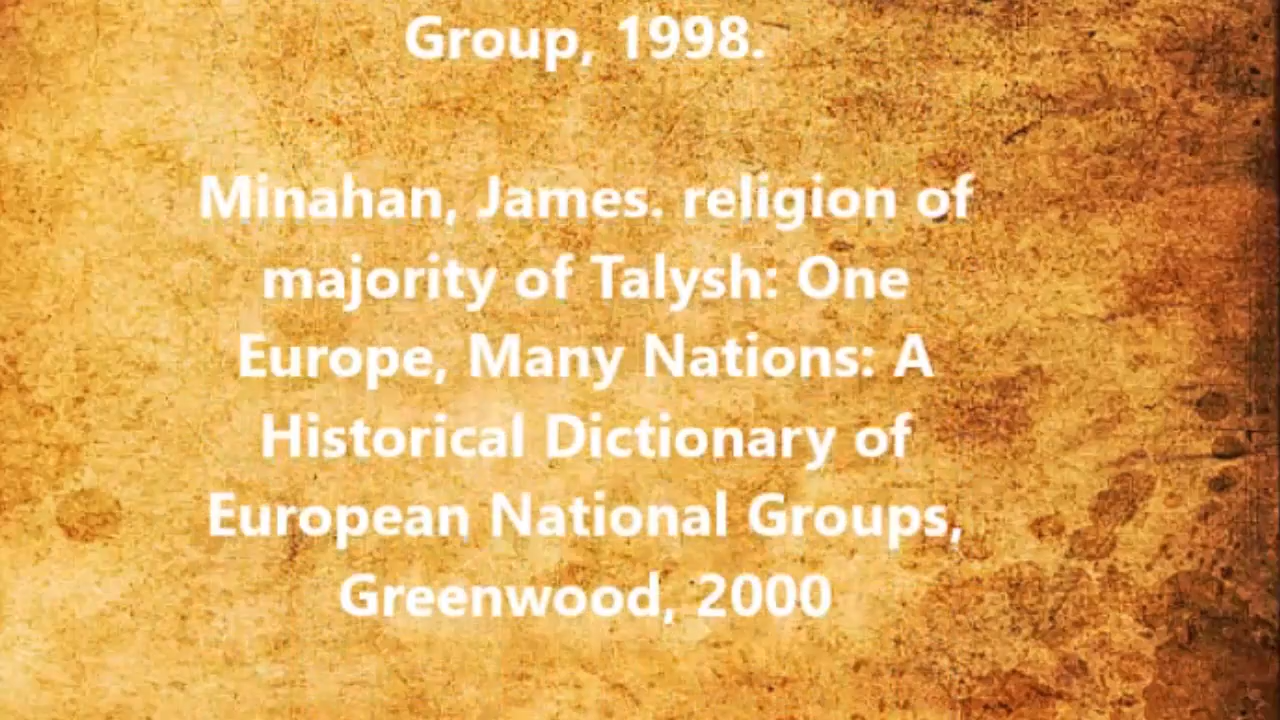 Group, 1998.
Minahan, James. religion of
majority of Talysh: One
Europe, Many Nations: A
Historical Dictionary of
European National Groups,
Greenwood, 2000